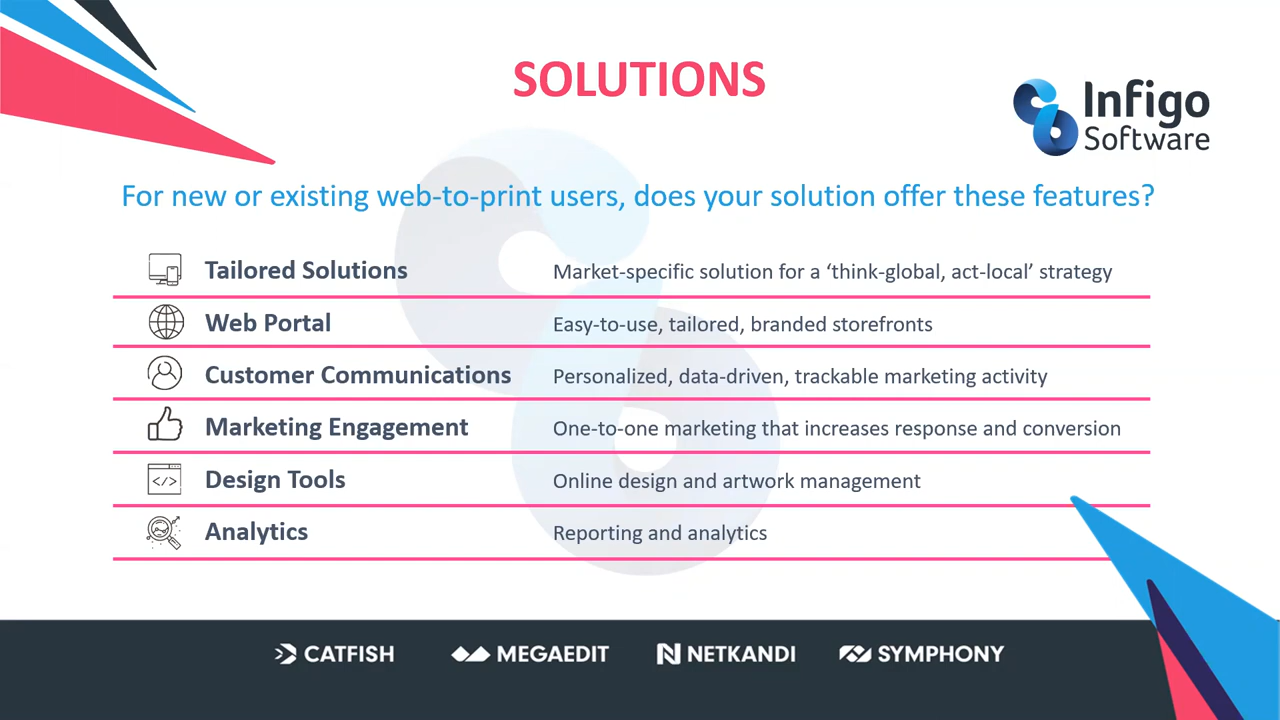 SOLUTIONS
Infigo
Software
For new or existing web-to-print users, does your solution offer these features?
Tailored Solutions Market-specific solution for a ‘think-global, act-local’ strategy
Web Portal Easy-to-use, tailored, branded storefronts
Customer Communications Personalized, data-driven, trackable marketing activity
Marketing Engagement One-to-one marketing that increases response and conversion
</> Design Tools Online design and artwork management
Analytics Reporting and analytics
CATFISH MEGAEDIT NETKANDI SYMPHONY